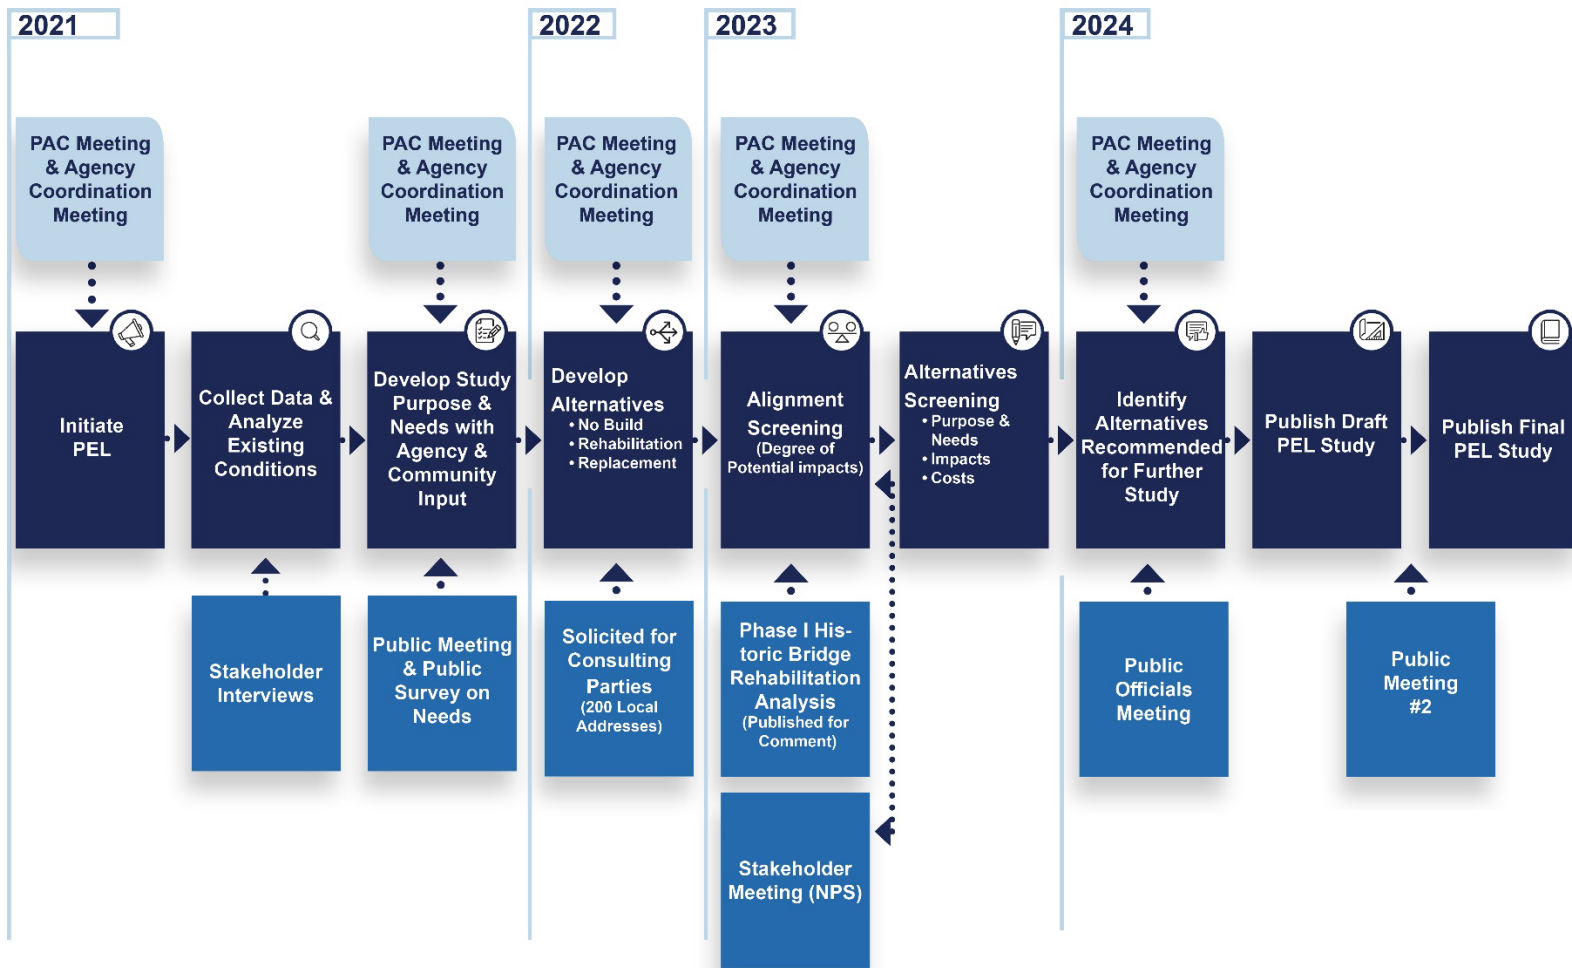 2021
2022
2023
2024
PAC Meeting
& Agency
Coordination
Meeting
PAC Meeting
& Agency
Coordination
Meeting
PAC Meeting
& Agency
Coordination
Meeting
PAC Meeting
& Agency
Coordination
Meeting
PAC Meeting
& Agency
Coordination
Meeting
Initiate
PEL
Collect Data &
Analyze
Existing
Conditions
Develop Study
Purpose &
Needs with
Agency &
Community
Input
Develop
Alternatives
• No Build
• Rehabilitation
• Replacement
Alignment
Screening
(Degree of
Potential impacts)
Alternatives
Screening
• Purpose &
Needs
• Impacts
• Costs
Identify
Alternatives
Recommended
for Further
Study
Publish Draft
PEL Study
Publish Final
PEL Study
Stakeholder
Interviews
Public Meeting
& Public
Survey on
Needs
Solicited for
Consulting
Parties
(200 Local
Addresses)
Phase I His-
toric Bridge
Rehabilitation
Analysis
(Published for
Comment)
Stakeholder
Meeting (NPS)
Public
Officials
Meeting
Public
Meeting
#2